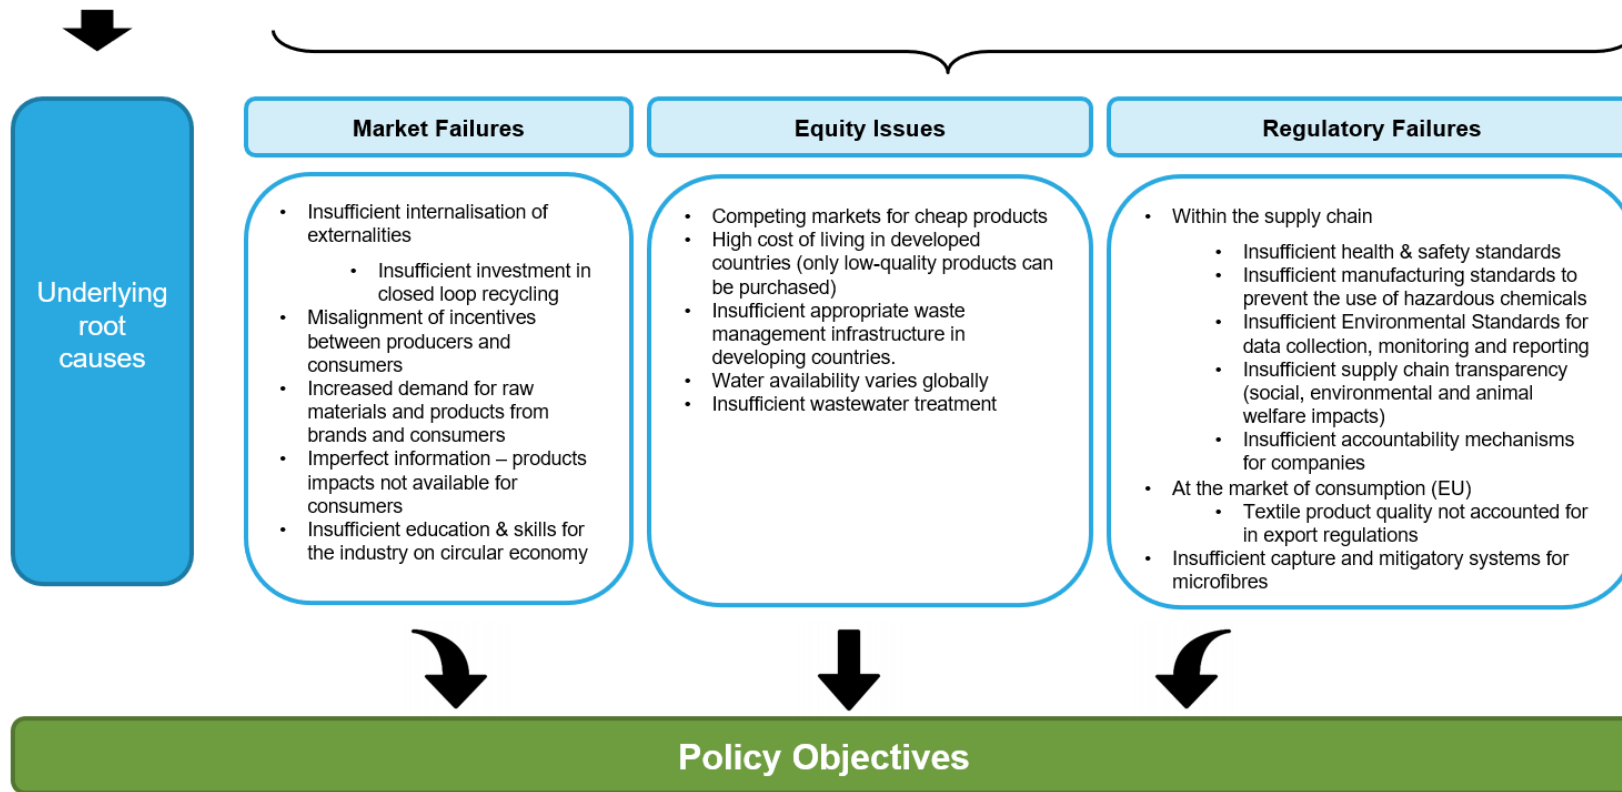 Underlying
root
causes
Market Failures
• Insufficient internalisation of
externalities
• Insufficient investment in
closed loop recycling
• Misalignment of incentives
between producers and
consumers
• Increased demand for raw
materials and products from
brands and consumers
• Imperfect information – products
impacts not available for
consumers
• Insufficient education & skills for
the industry on circular economy
Equity Issues
• Competing markets for cheap products
• High cost of living in developed
countries (only low-quality products can
be purchased)
• Insufficient appropriate waste
management infrastructure in
developing countries.
• Water availability varies globally
• Insufficient wastewater treatment
Regulatory Failures
• Within the supply chain
• Insufficient health & safety standards
• Insufficient manufacturing standards to
prevent the use of hazardous chemicals
• Insufficient Environmental Standards for
data collection, monitoring and reporting
• Insufficient supply chain transparency
(social, environmental and animal
welfare impacts)
• Insufficient accountability mechanisms
for companies
• At the market of consumption (EU)
• Textile product quality not accounted for
in export regulations
• Insufficient capture and mitigatory systems for
microfibres
Policy Objectives